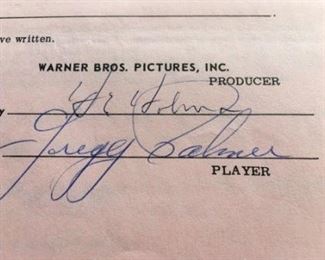 ve written.
WARNER BROS. PICTURES, INC.
PRODUCER
y
Gregg Palmer
PLAYER